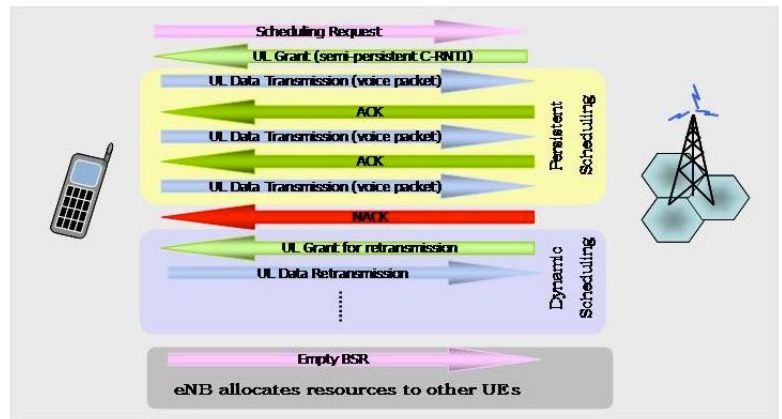 Scheduling Request
UL Grant (semi-persistent C-RNTI)
UL Data Transmission (voice packet)
ACK
UL Data Transmission (voice packet)
ACK
UL Data Transmission (voice packet)
Persistent
Scheduling
NACK
UL Grant for retransmission
UL Data Retransmission
......
Dynamic
Scheduling
Empty BSR
eNB allocates resources to other UEs